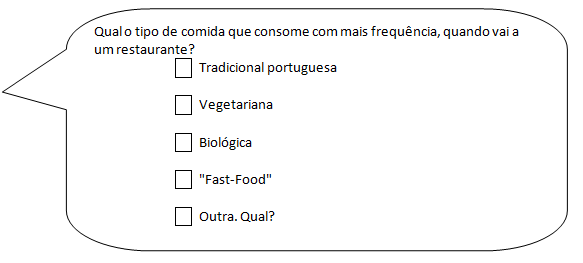 Qual o tipo de comida que consome com mais frequência, quando vai a
um restaurante?
Tradicional portuguesa
Vegetariana
Biológica
"Fast-Food"
Outra. Qual?